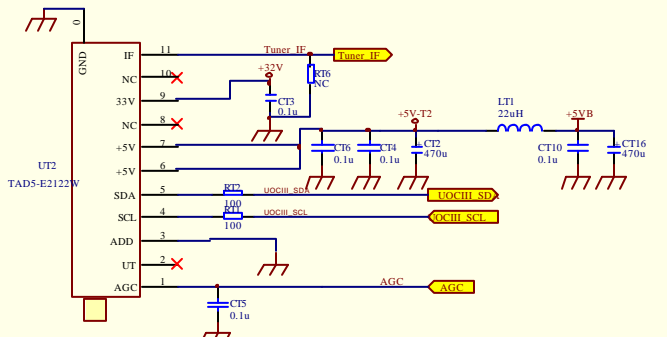 0
GND
IF 11 Tuner_IF Tuner_IF
NC 10
RT6
NC
+32V
33V 9
CT3
0.1u
NC 8
+5V 7
+5V 6
+5V-T2
LT1
22uH
+5VB
CT6
0.1u
CT4
0.1u
CT2
470u
CT10
0.1u
CT16
470u
UT2
TAD5-E2122W
SDA 5 RT2 UOCIII_SDA UOCIII_SDA
100
SCL 4 RT1 UOCIII_SCL UOCIII_SCL
100
ADD 3
UT 2
AGC 1 AGC AGC
CT5
0.1u